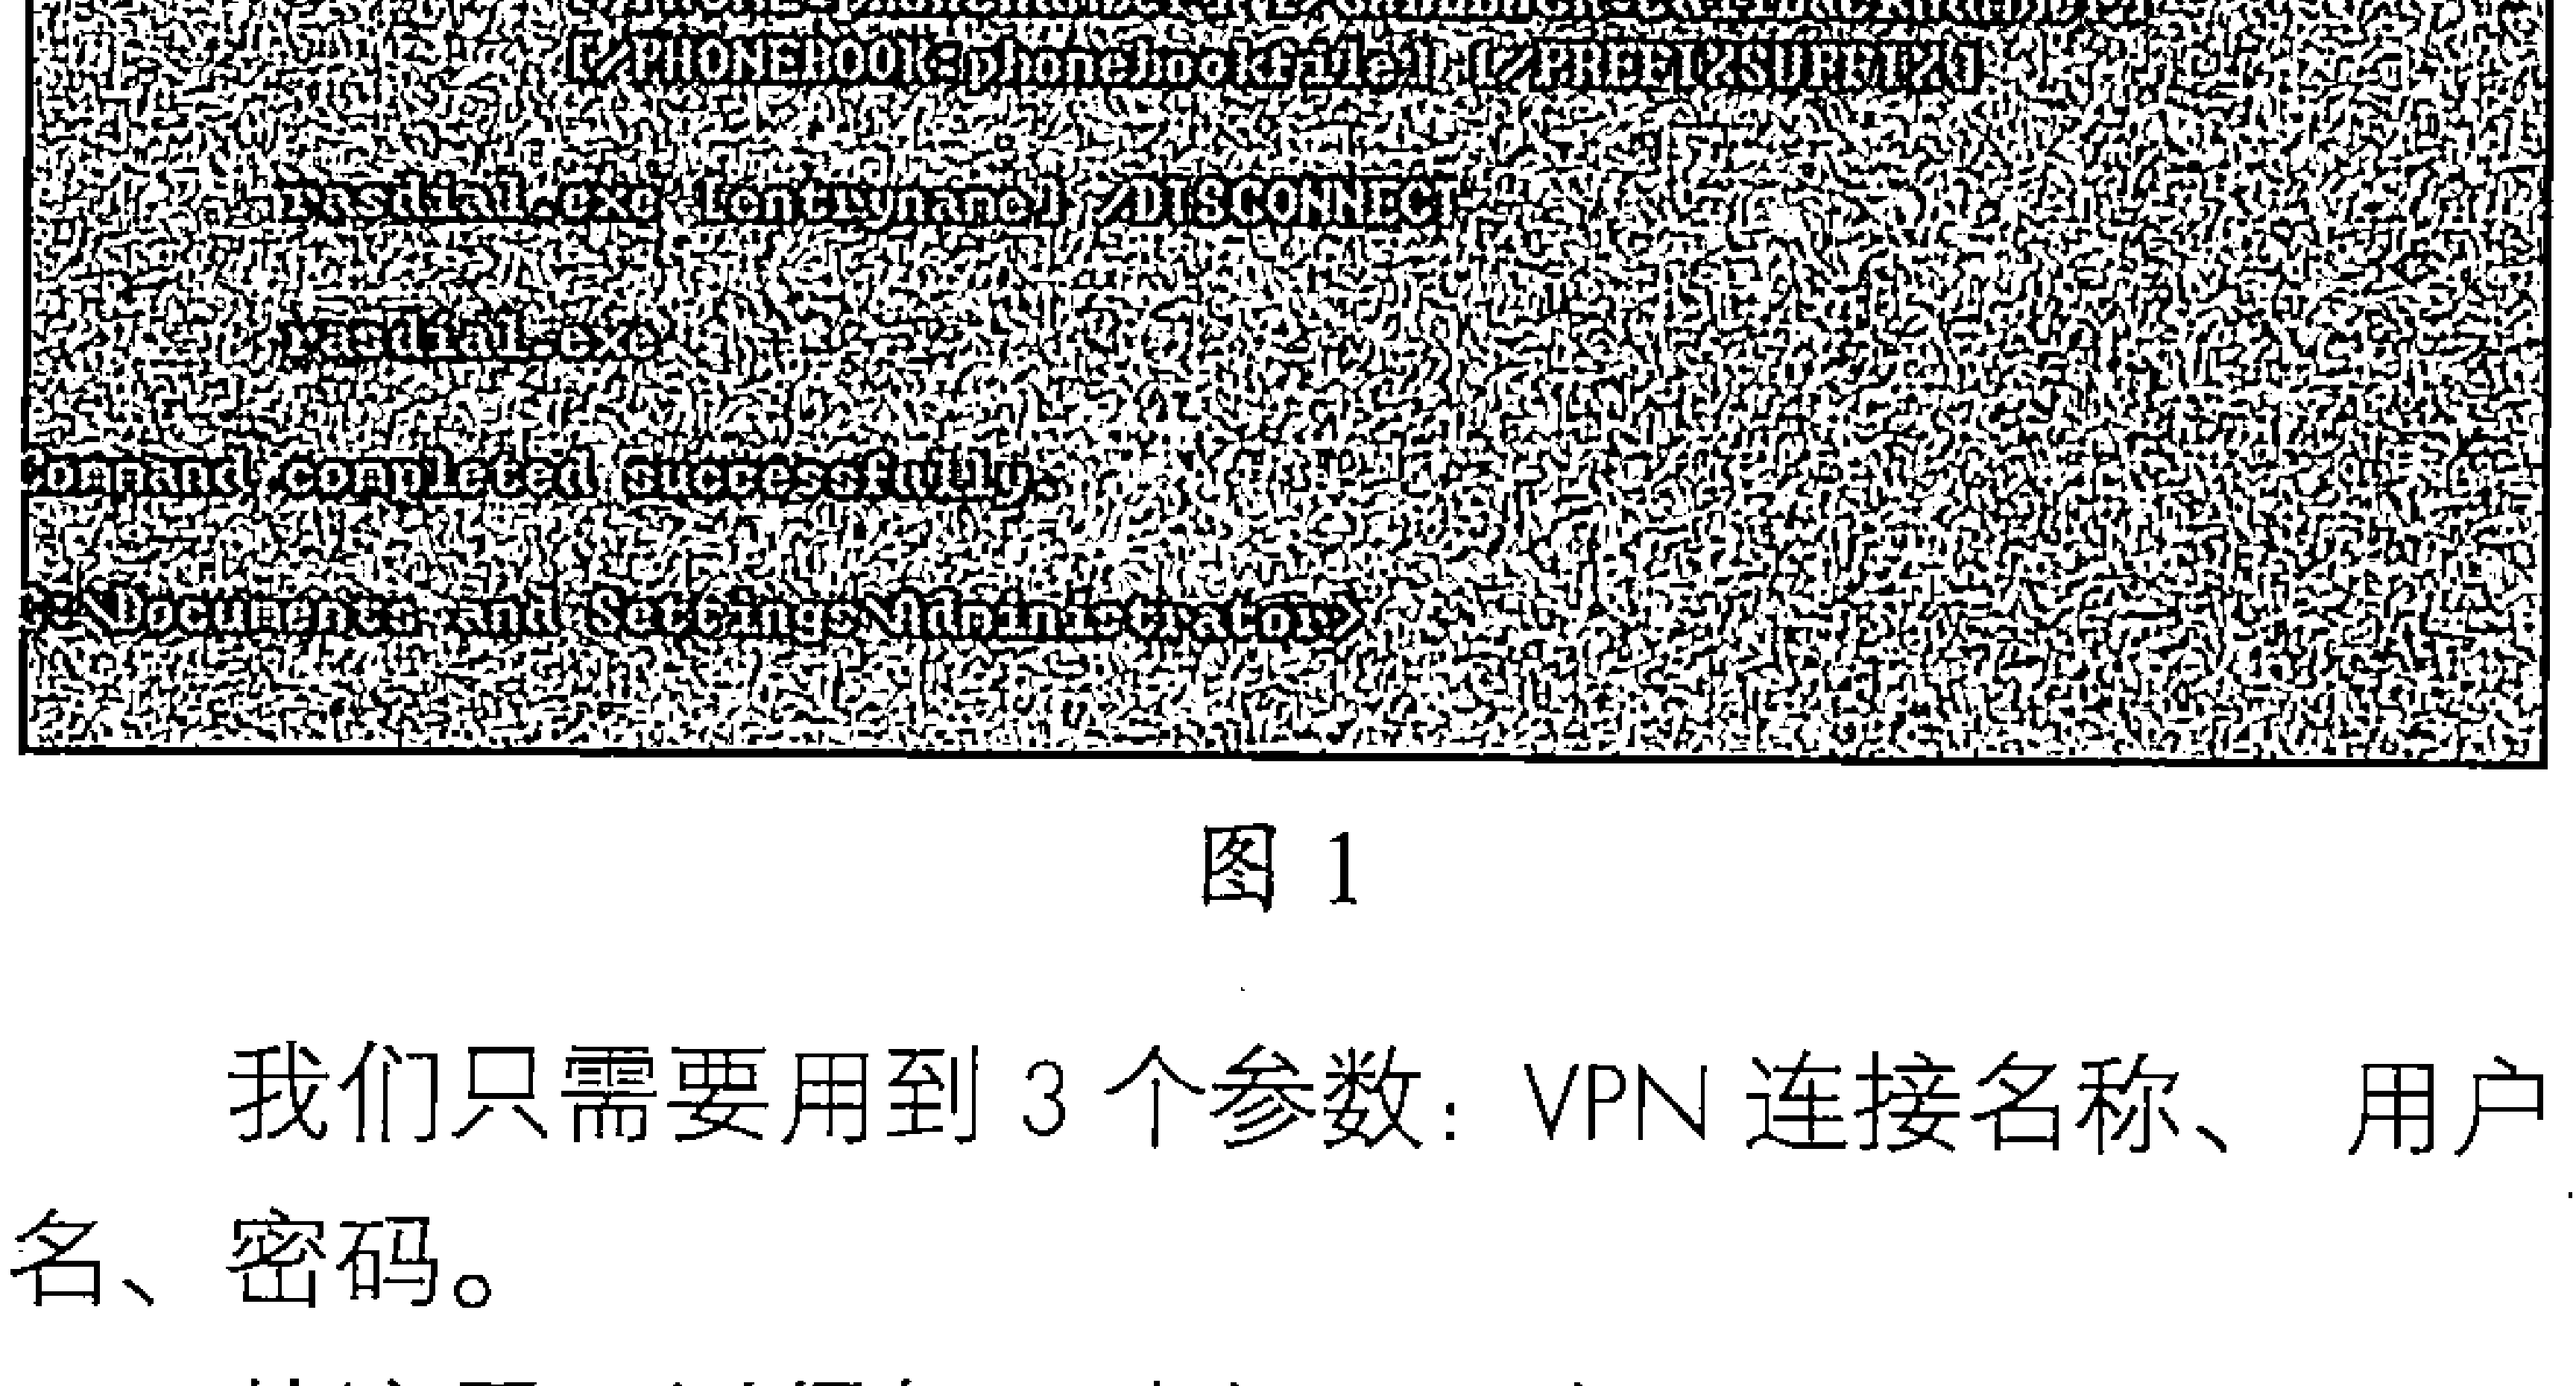 [/PHONEBOOK=phonebookfile] [/PREFIXSUFFIX]
rasdial.exe [entryname] /DISCONNECT
rasdial.exe
Command completed successfully.
C:\Documents and Settings\Administrator>
图 1
我们只需要用到 3 个参数：VPN 连接名称、 用户
名、密码。